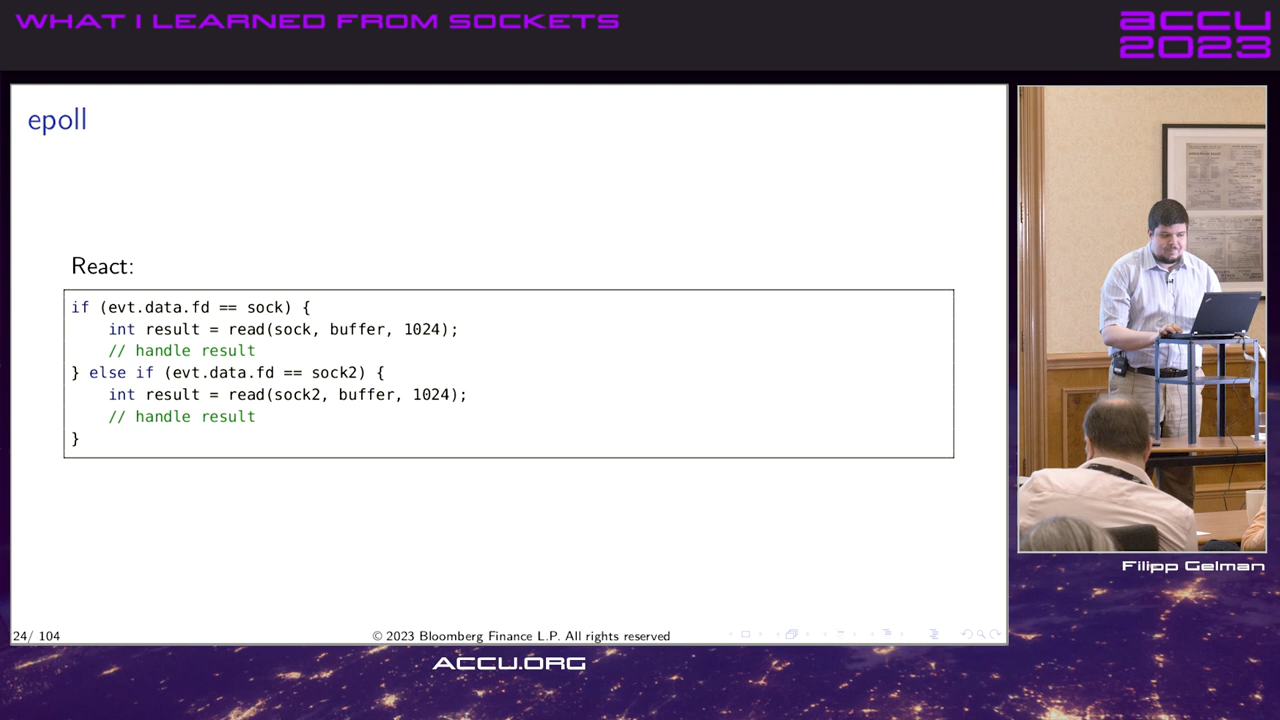 WHAT I LEARNED FROM SOCKETS
accu
2023
epoll
React:
if (evt.data.fd == sock) {
    int result = read(sock, buffer, 1024);
    // handle result
} else if (evt.data.fd == sock2) {
    int result = read(sock2, buffer, 1024);
    // handle result
}
24/ 104
© 2023 Bloomberg Finance L.P. All rights reserved
Filipp Gelman
ACCU.ORG